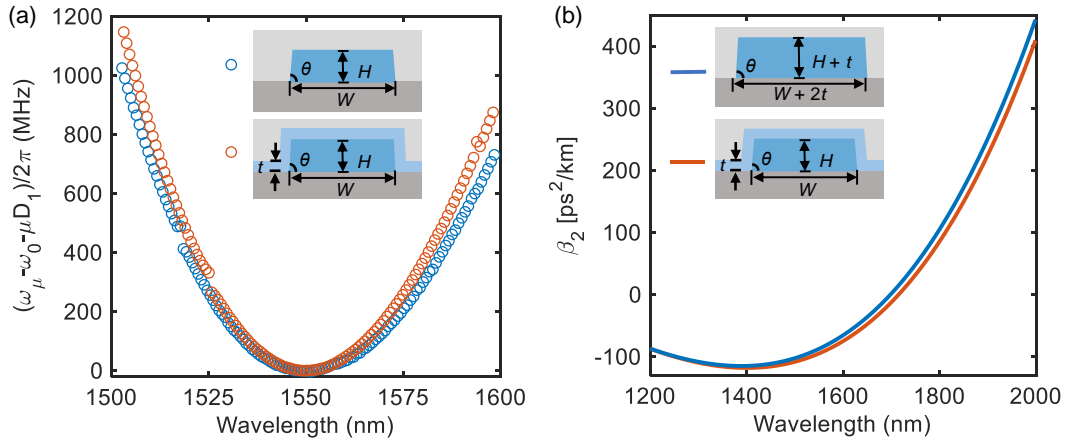 (a)
(ω_μ-ω_0-μD_1)/2π (MHz)
1200
1000
800
600
400
200
0
1500
1525
1550
1575
1600
Wavelength (nm)
θ
H
W
t
θ
H
W
(b)
β_2 [ps^2/km]
400
300
200
100
0
-100
1200
1400
1600
1800
2000
Wavelength (nm)
θ
H + t
W + 2t
t
θ
H
W